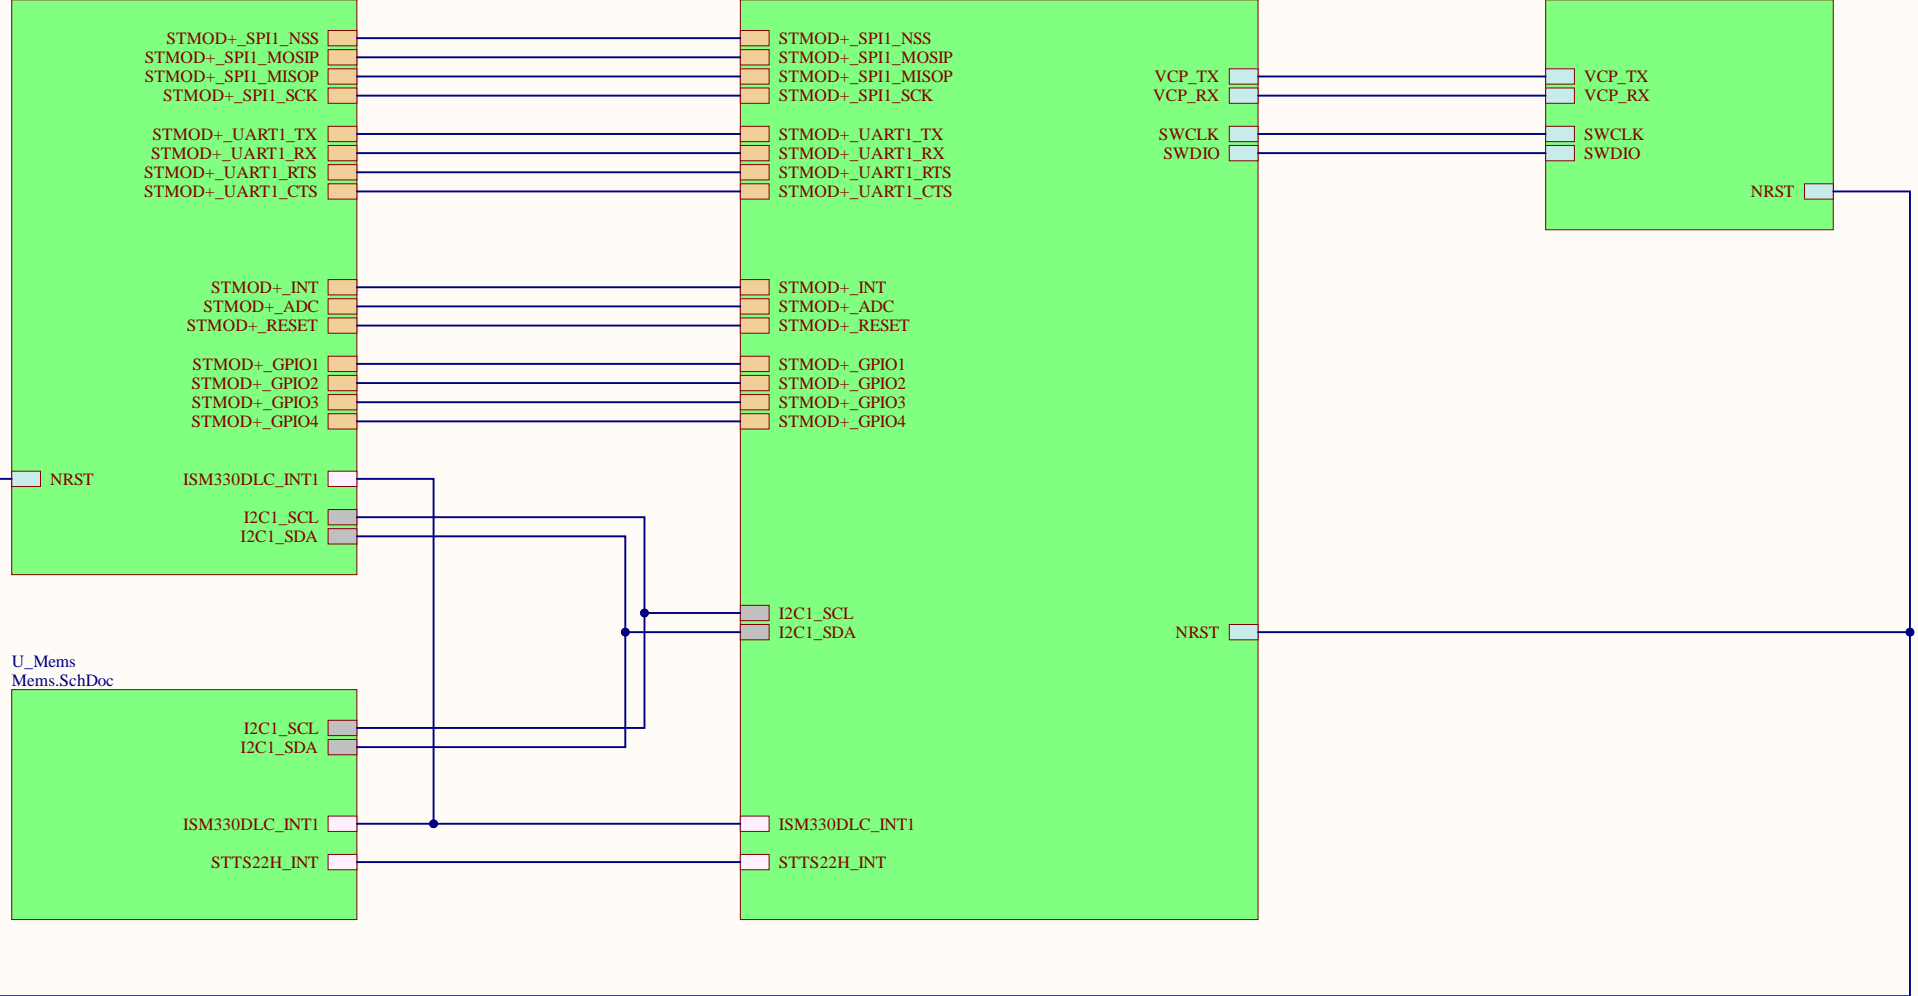 STMOD+_SPI1_NSS
STMOD+_SPI1_MOSIP
STMOD+_SPI1_MISOP
STMOD+_SPI1_SCK
STMOD+_UART1_TX
STMOD+_UART1_RX
STMOD+_UART1_RTS
STMOD+_UART1_CTS
STMOD+_INT
STMOD+_ADC
STMOD+_RESET
STMOD+_GPIO1
STMOD+_GPIO2
STMOD+_GPIO3
STMOD+_GPIO4
NRST
ISM330DLC_INT1
I2C1_SCL
I2C1_SDA
U_Mems
Mems.SchDoc
I2C1_SCL
I2C1_SDA
ISM330DLC_INT1
STTS22H_INT
STMOD+_SPI1_NSS
STMOD+_SPI1_MOSIP
STMOD+_SPI1_MISOP
STMOD+_SPI1_SCK
STMOD+_UART1_TX
STMOD+_UART1_RX
STMOD+_UART1_RTS
STMOD+_UART1_CTS
STMOD+_INT
STMOD+_ADC
STMOD+_RESET
STMOD+_GPIO1
STMOD+_GPIO2
STMOD+_GPIO3
STMOD+_GPIO4
I2C1_SCL
I2C1_SDA
ISM330DLC_INT1
STTS22H_INT
VCP_TX
VCP_RX
SWCLK
SWDIO
NRST
VCP_TX
VCP_RX
SWCLK
SWDIO
NRST